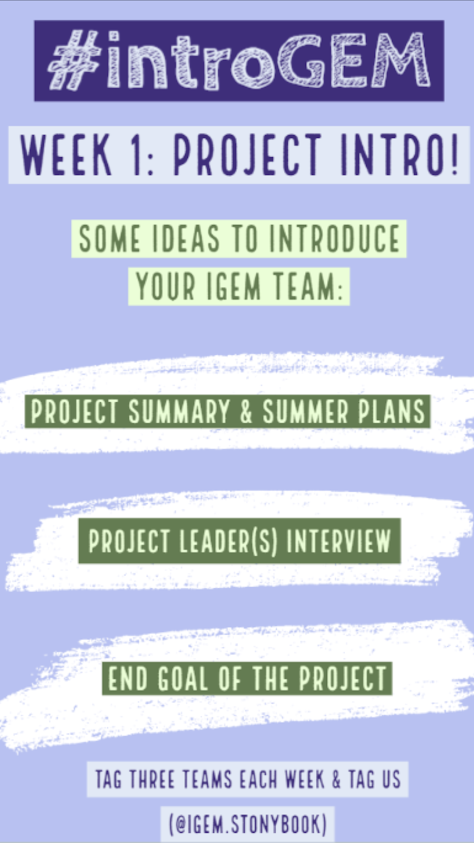 #introGEM
WEEK 1: PROJECT INTRO!
SOME IDEAS TO INTRODUCE
YOUR IGEM TEAM:
PROJECT SUMMARY & SUMMER PLANS
PROJECT LEADER(S) INTERVIEW
END GOAL OF THE PROJECT
TAG THREE TEAMS EACH WEEK & TAG US
(@IGEM.STONYBOOK)